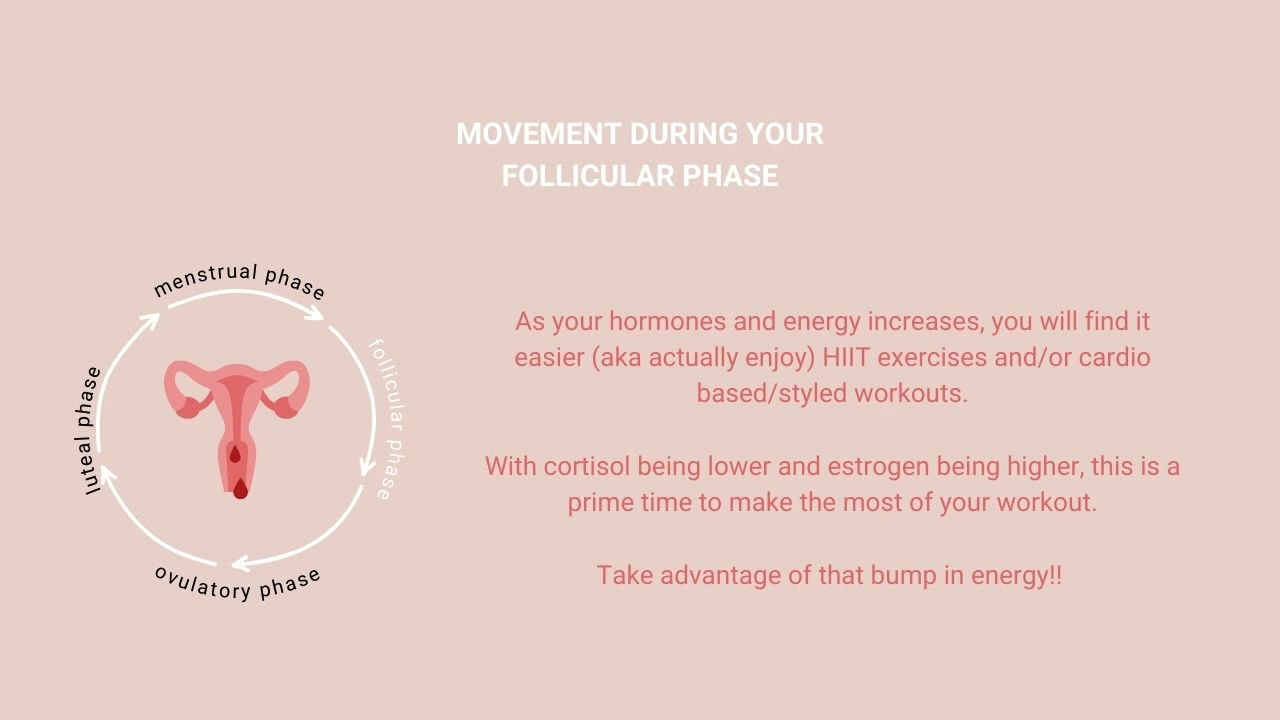 MOVEMENT DURING YOUR
FOLLICULAR PHASE
menstrual phase
follicular phase
ovulatory phase
luteal phase
As your hormones and energy increases, you will find it
easier (aka actually enjoy) HIIT exercises and/or cardio
based/styled workouts.
With cortisol being lower and estrogen being higher, this is a
prime time to make the most of your workout.
Take advantage of that bump in energy!!